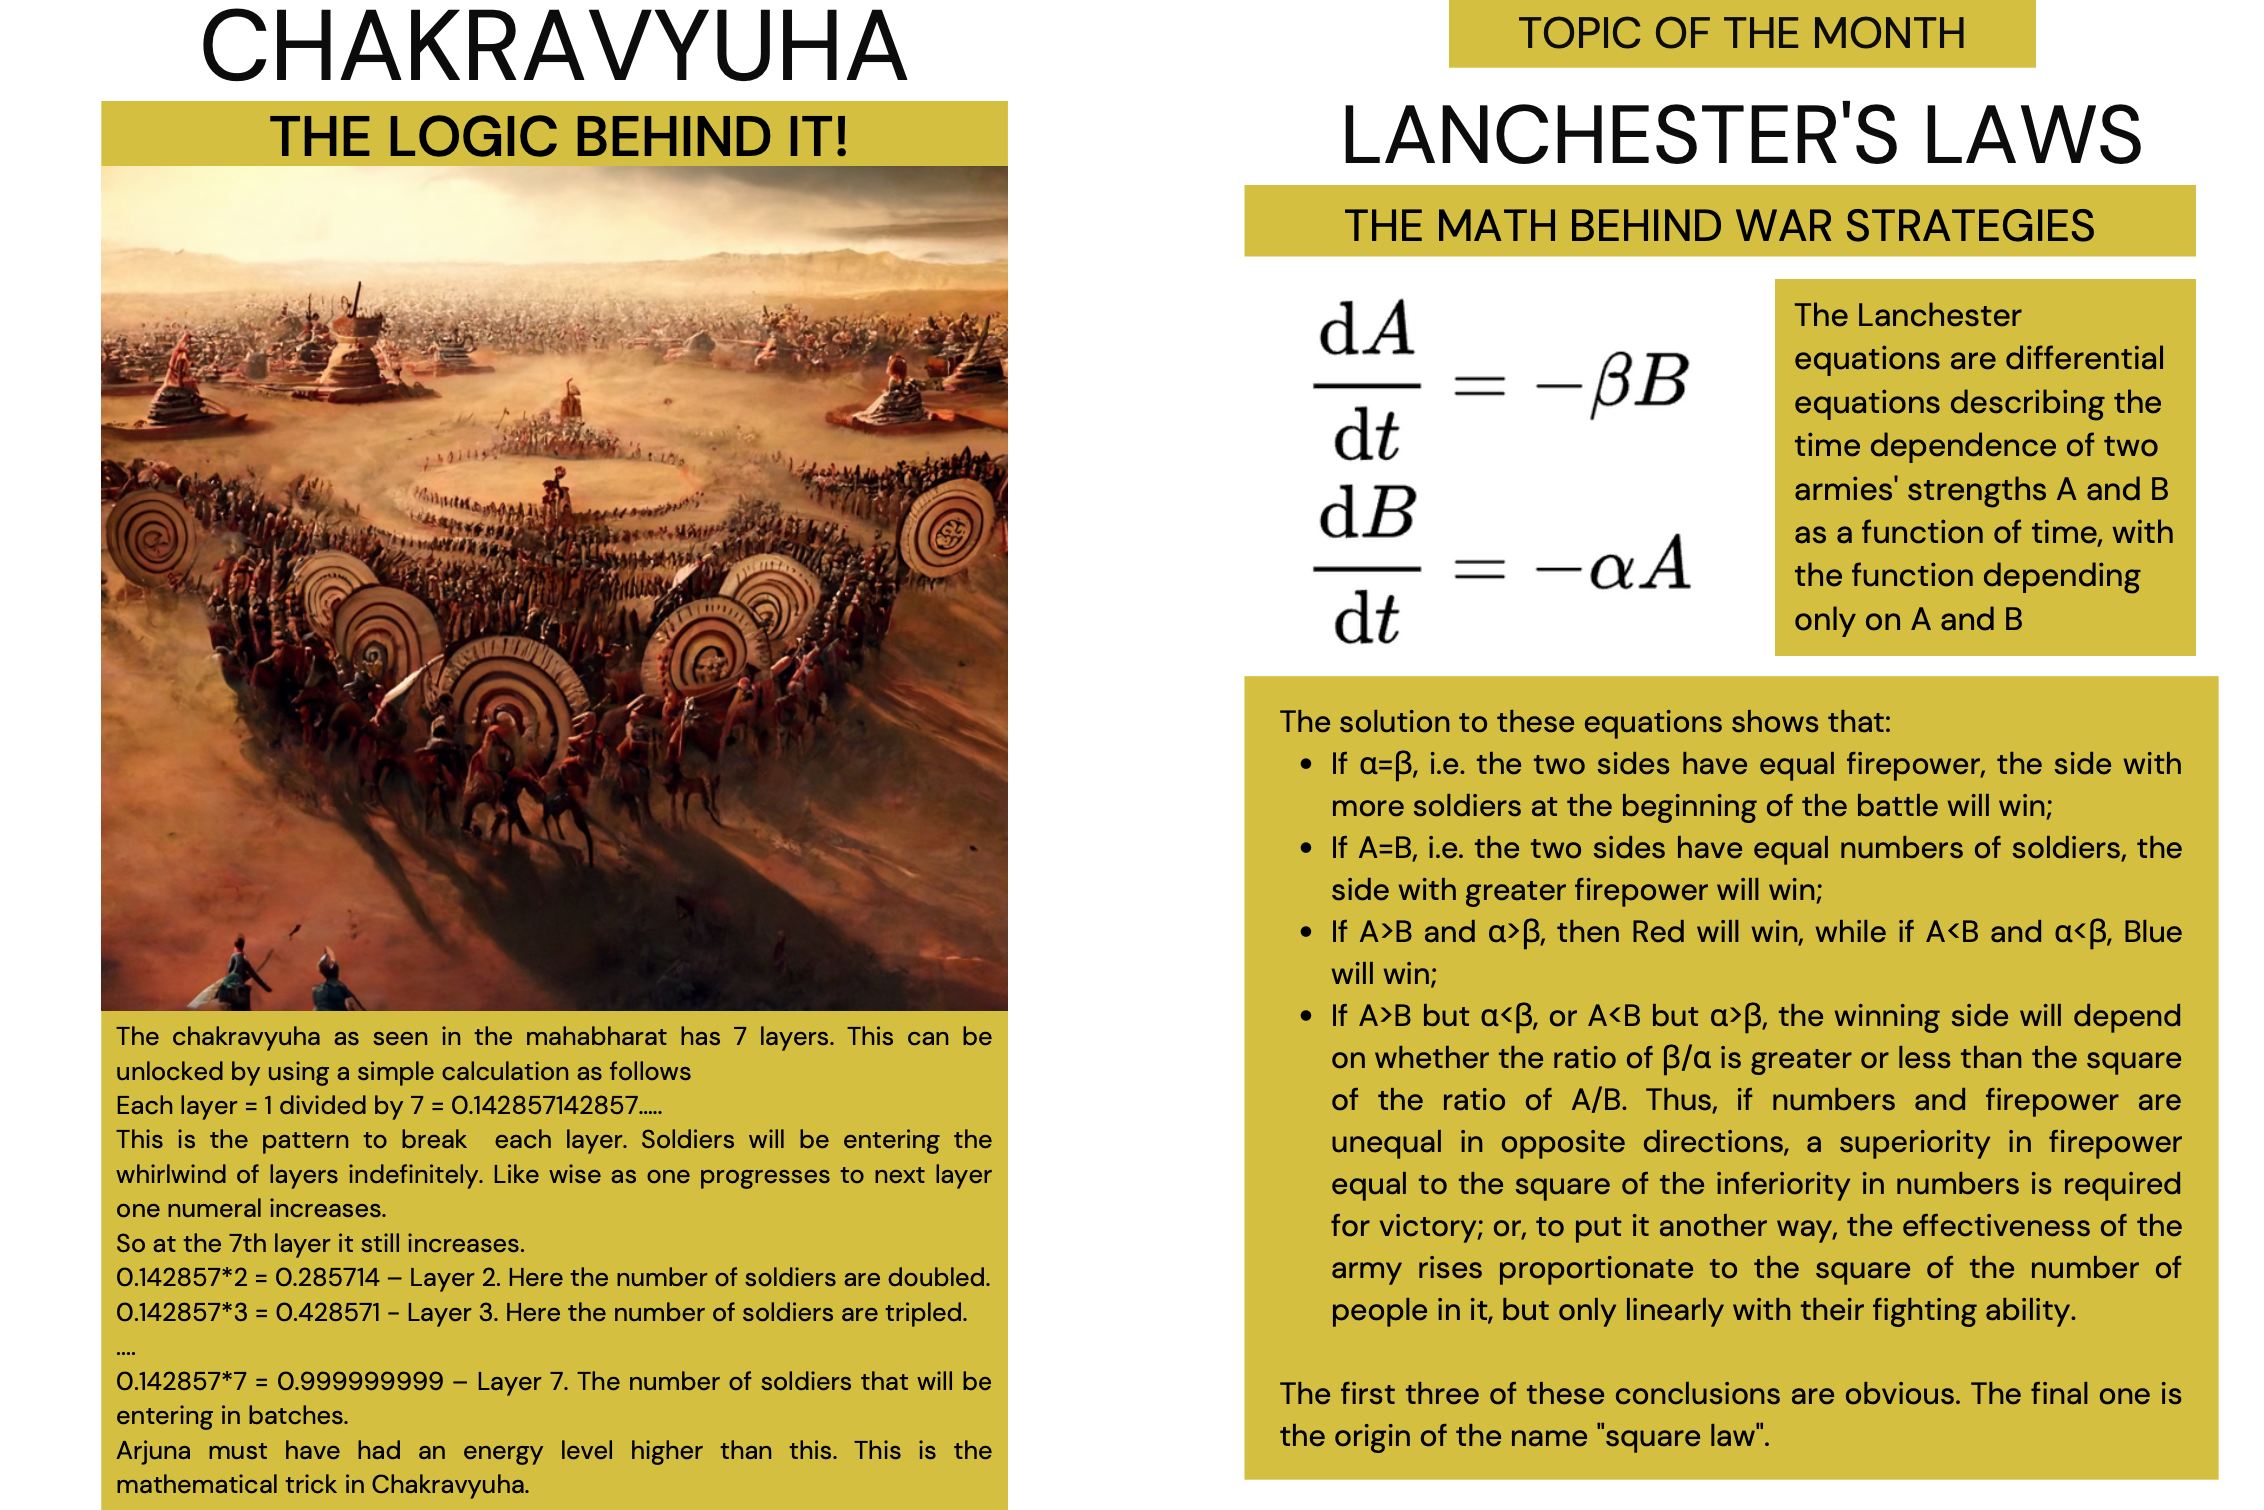 CHAKRAVYUHA
THE LOGIC BEHIND IT!
The chakravyuha as seen in the mahabharat has 7 layers. This can be
unlocked by using a simple calculation as follows
Each layer = 1 divided by 7 = 0.142857142857.....
This is the pattern to break each layer. Soldiers will be entering the
whirlwind of layers indefinitely. Like wise as one progresses to next layer
one numeral increases.
So at the 7th layer it still increases.
0.142857*2 = 0.285714 – Layer 2. Here the number of soldiers are doubled.
0.142857*3 = 0.428571 - Layer 3. Here the number of soldiers are tripled.
....
0.142857*7 = 0.999999999 – Layer 7. The number of soldiers that will be
entering in batches.
Arjuna must have had an energy level higher than this. This is the
mathematical trick in Chakravyuha.
TOPIC OF THE MONTH
LANCHESTER'S LAWS
THE MATH BEHIND WAR STRATEGIES
dA/dt = −βB
dB/dt = −αA
The Lanchester
equations are differential
equations describing the
time dependence of two
armies' strengths A and B
as a function of time, with
the function depending
only on A and B
The solution to these equations shows that:
• If α=β, i.e. the two sides have equal firepower, the side with
more soldiers at the beginning of the battle will win;
• If A=B, i.e. the two sides have equal numbers of soldiers, the
side with greater firepower will win;
• If A>B and α>β, then Red will win, while if A<B and α<β, Blue
will win;
• If A>B but α<β, or A<B but α>β, the winning side will depend
on whether the ratio of β/α is greater or less than the square
of the ratio of A/B. Thus, if numbers and firepower are
unequal in opposite directions, a superiority in firepower
equal to the square of the inferiority in numbers is required
for victory; or, to put it another way, the effectiveness of the
army rises proportionate to the square of the number of
people in it, but only linearly with their fighting ability.
The first three of these conclusions are obvious. The final one is
the origin of the name "square law".